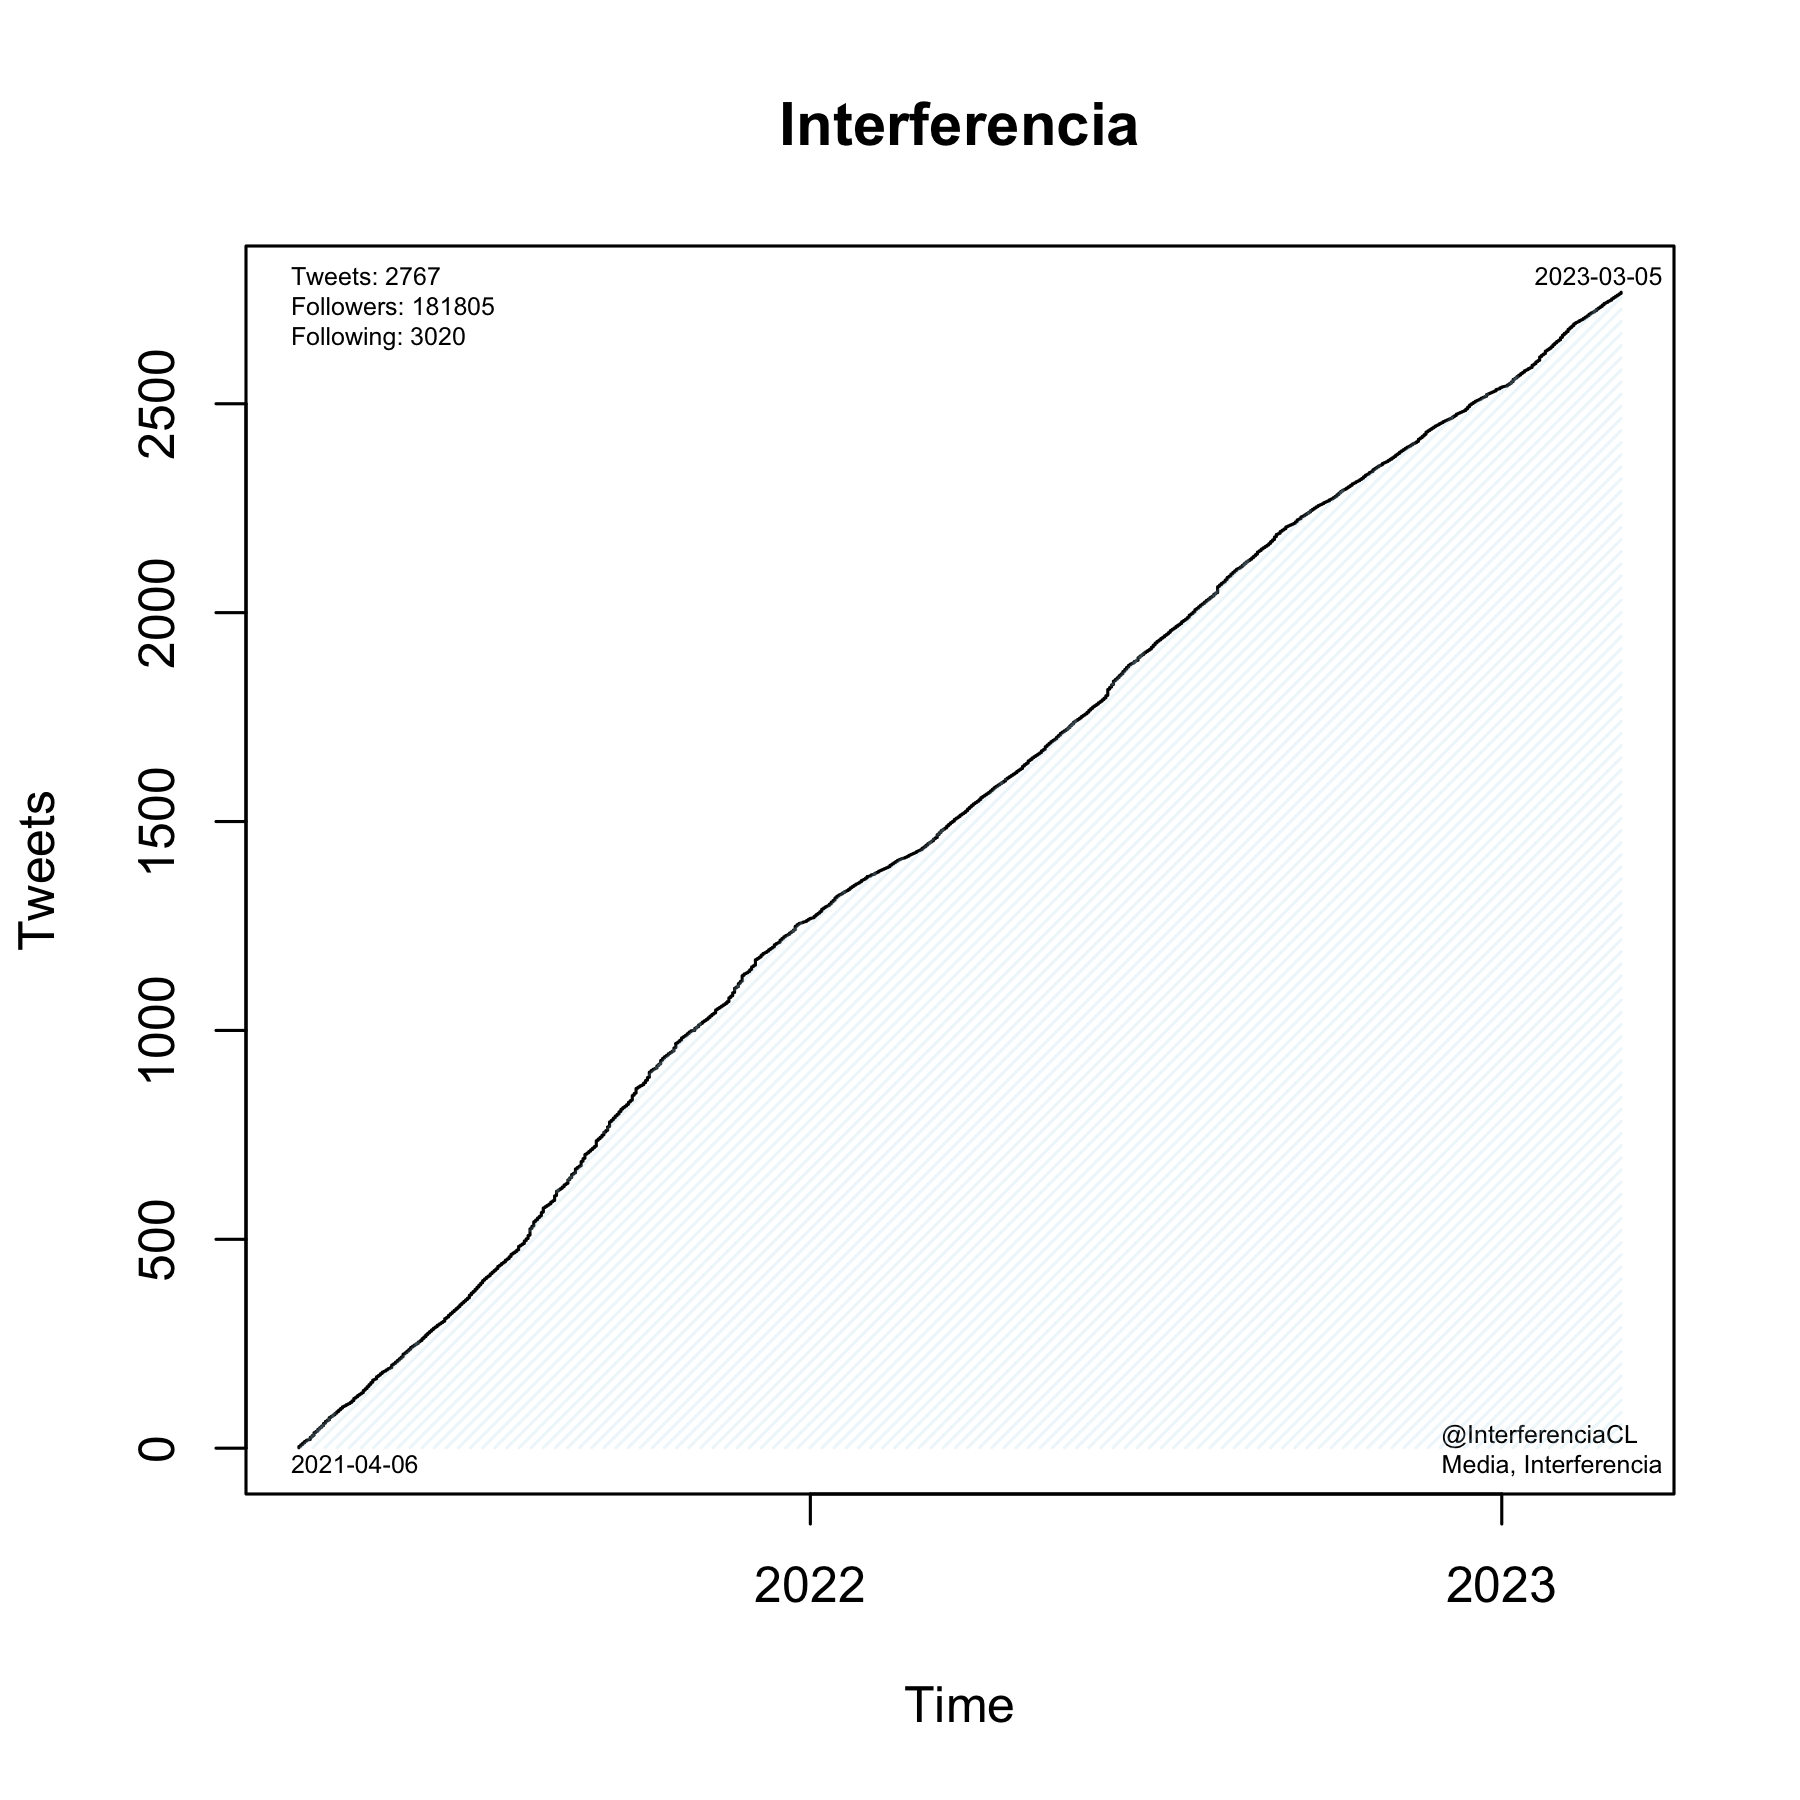 Interferencia
Tweets: 2767
Followers: 181805
Following: 3020
2023-03-05
2500
2000
1500
1000
500
0
Tweets
2021-04-06
@InterferenciaCL
Media, Interferencia
2022
2023
Time